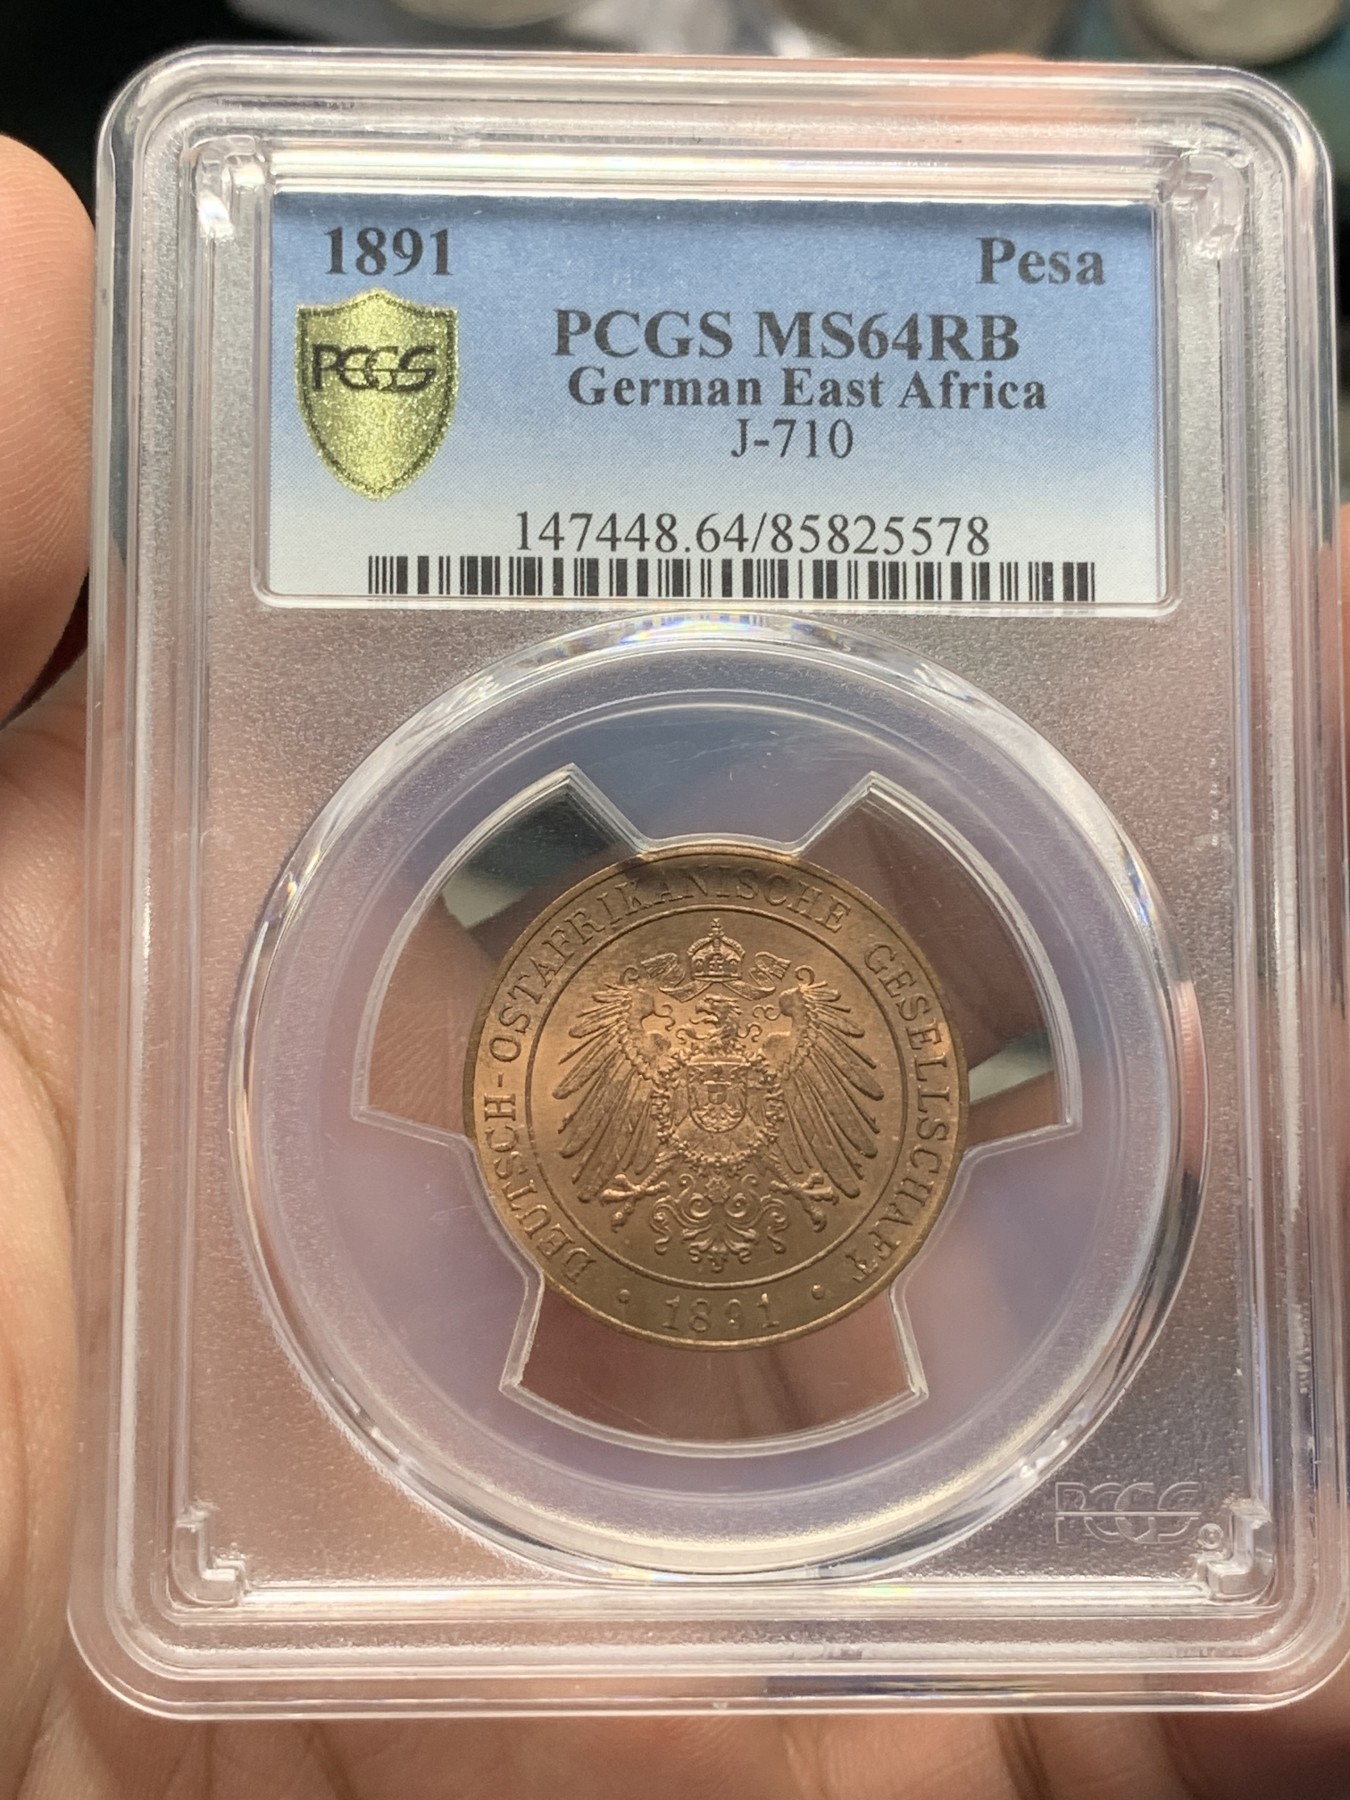 1891 Pesa
PCGS PCGS MS64RB
German East Africa
J-710
147448.64/85825578
DEUTSCH-OSTAFRIKANISCHE GESELLSCHAFT
• 1891 •
PCGS